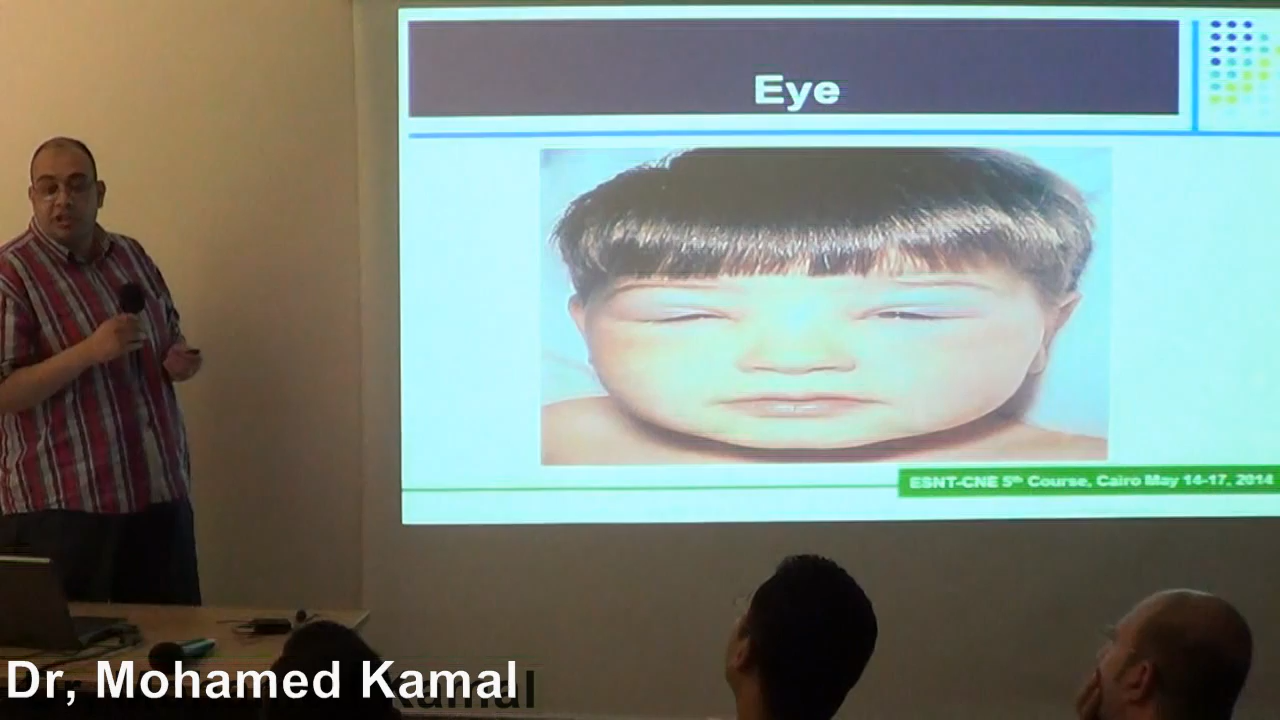 Eye
ESNT-CNE 5th Course, Cairo May 14-17, 2014
Dr, Mohamed Kamal